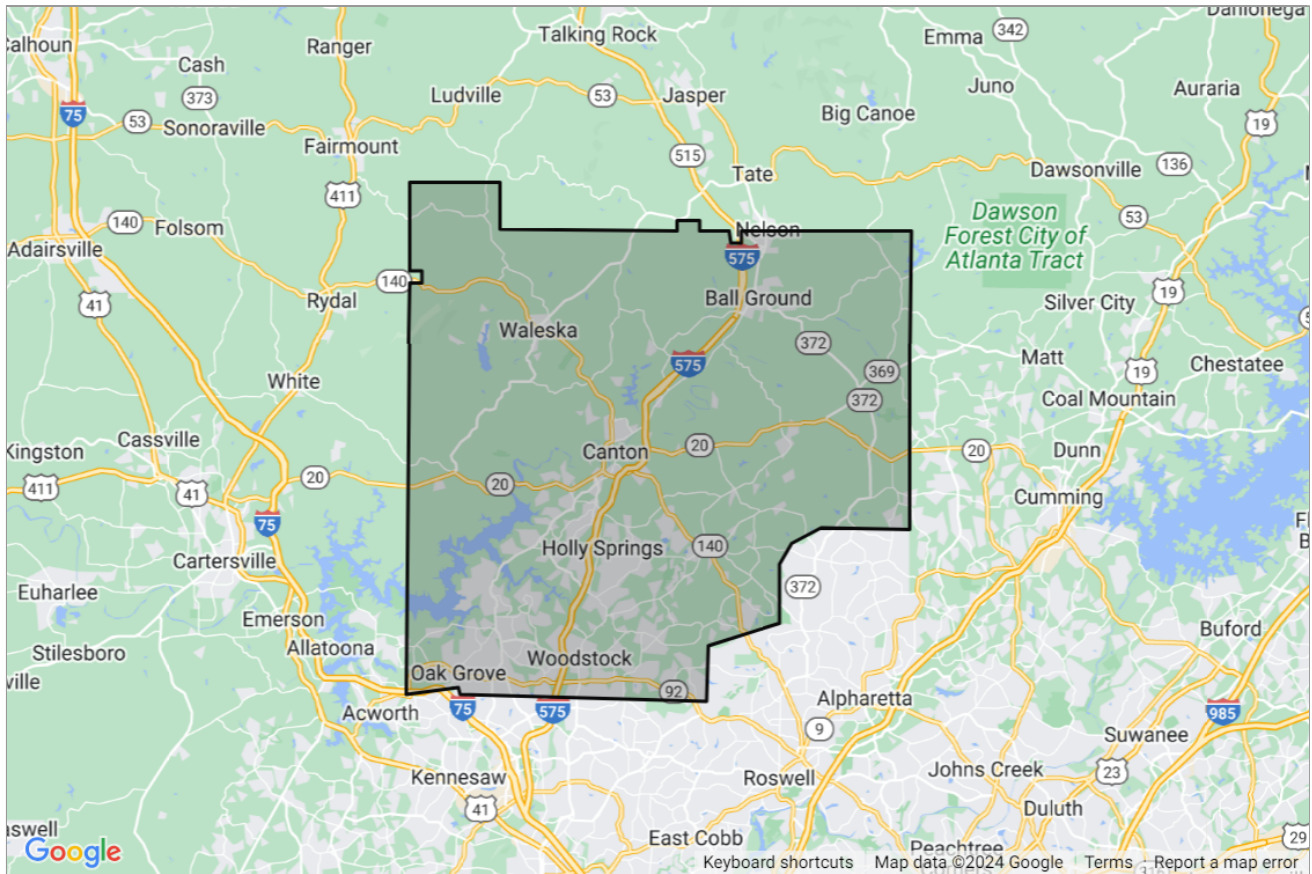 Dahlonega
Calhoun
Ranger
Talking Rock
Emma
342
Cash
373
Ludville
53
Jasper
Juno
Auraria
75
53
Sonoraville
Big Canoe
19
Fairmount
515
Tate
Dawsonville
136
411
140
Folsom
Nelson
Dawson
Forest City of
Atlanta Tract
53
Adairsville
575
140
Rydal
41
Ball Ground
Silver City
19
Waleska
372
Matt
575
369
19
Chestatee
White
372
Coal Mountain
Kingston
Cassville
Canton
20
20
Dunn
411
41
20
20
Cumming
75
Holly Springs
140
Cartersville
372
Euharlee
Emerson
Buford
Stilesboro
Allatoona
Woodstock
ville
Oak Grove
92
Alpharetta
Acworth
75
575
9
985
Suwanee
Kennesaw
Roswell
Johns Creek
23
41
Duluth
aswell
East Cobb
29
Google
Peachtree
Corners
Keyboard shortcuts
Map data ©2024 Google
Terms
Report a map error